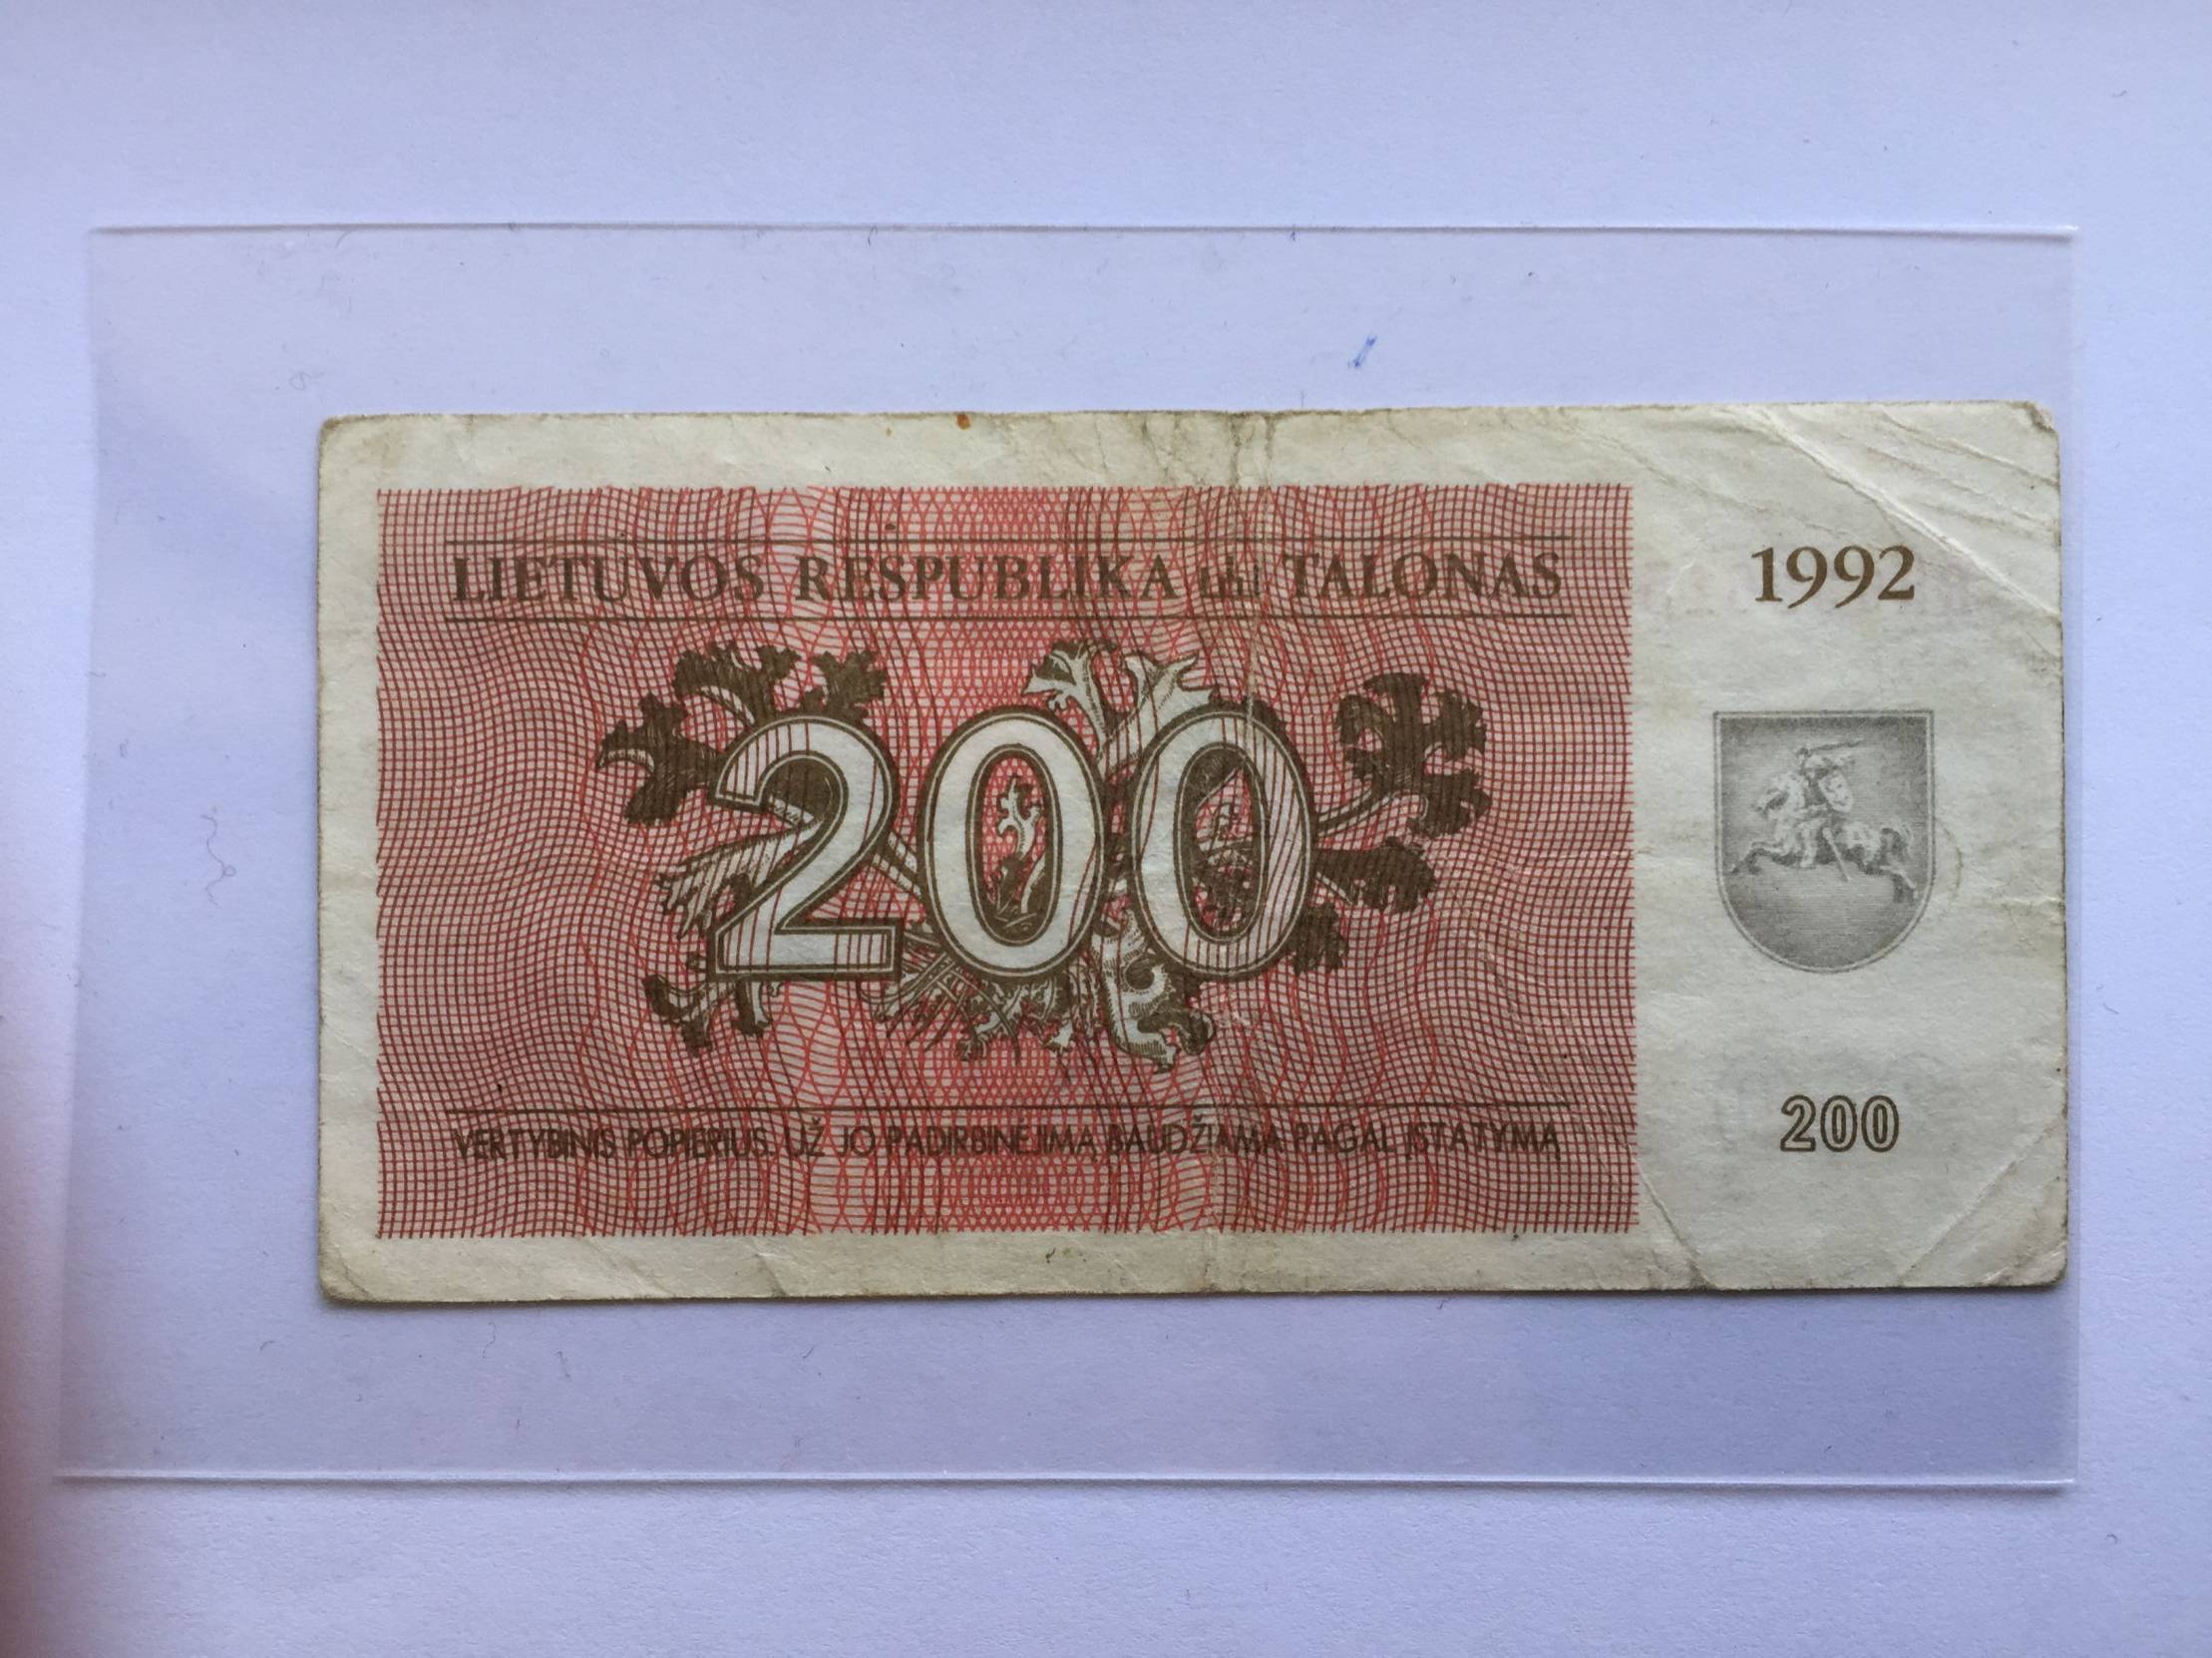 LIETUVOS RESPUBLIKA TALONAS
1992
200
200
VERTYBINIS POPIERIUS. UŽ JO PADIRBINĖJIMĄ BAUDŽIAMA PAGAL ĮSTATYMĄ